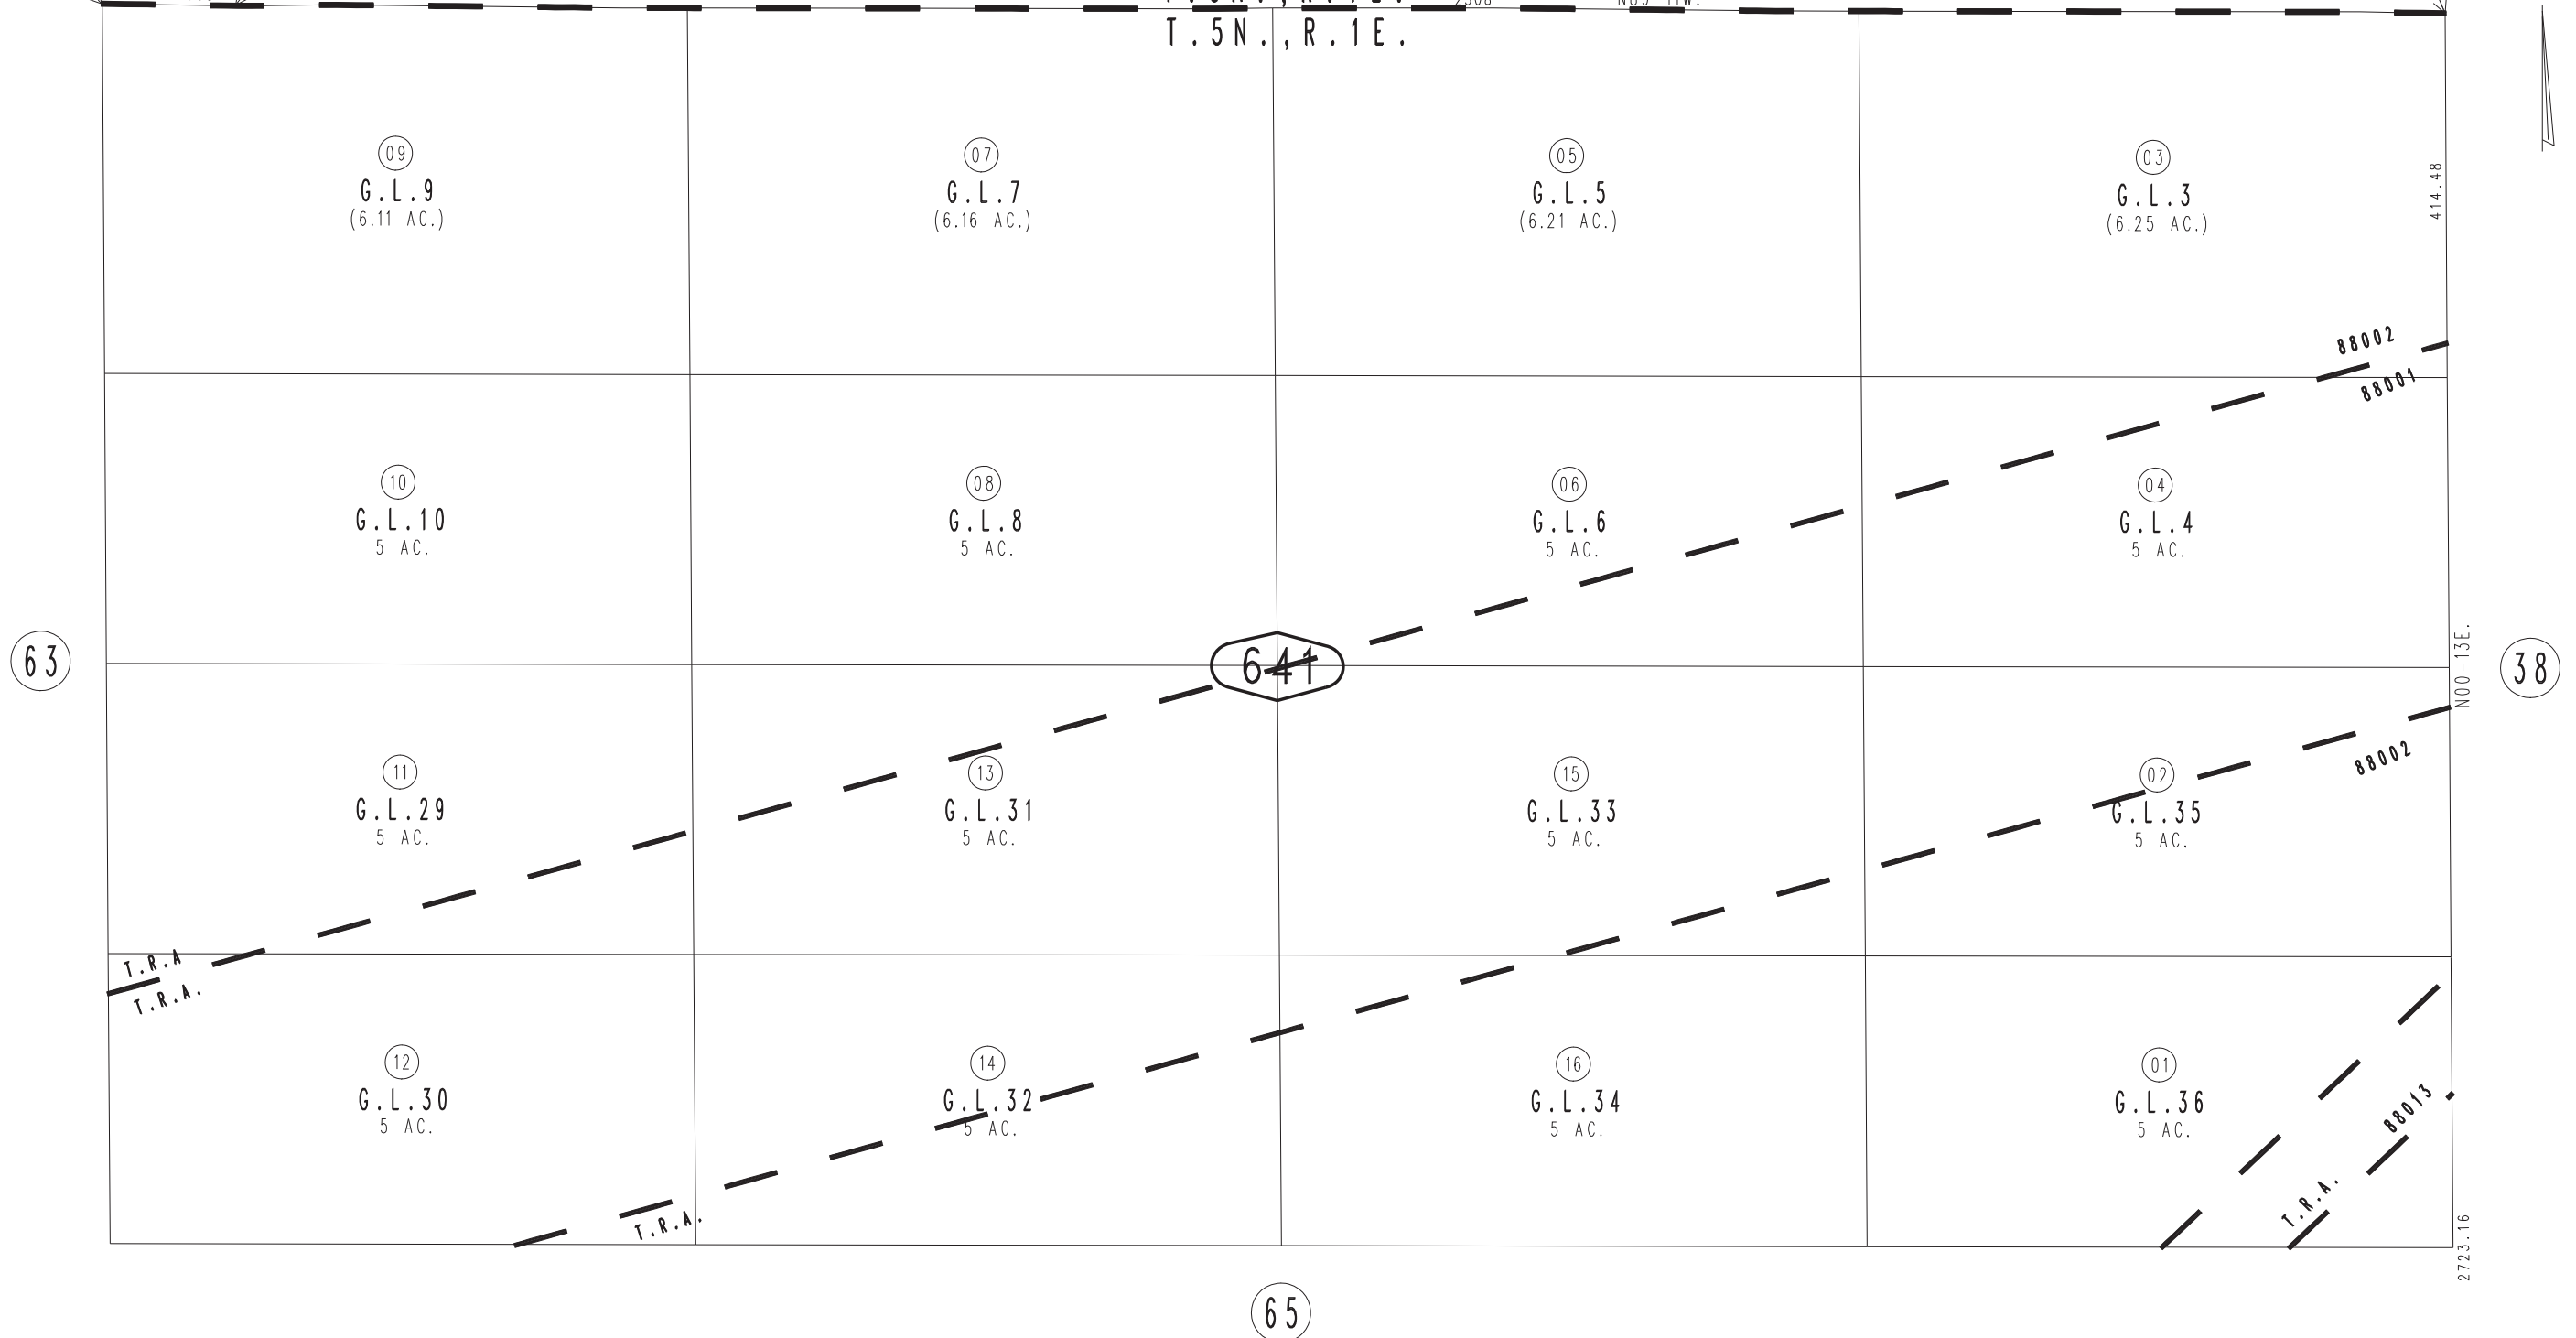 T.5N.,R.1E.
09
G.L.9
(6.11 AC.)
07
G.L.7
(6.16 AC.)
05
G.L.5
(6.21 AC.)
03
G.L.3
(6.25 AC.)
414.48
88002
88001
10
G.L.10
5 AC.
08
G.L.8
5 AC.
06
G.L.6
5 AC.
04
G.L.4
5 AC.
63
641
N00-13E.
38
11
G.L.29
5 AC.
13
G.L.31
5 AC.
15
G.L.33
5 AC.
02
G.L.35
5 AC.
88002
T.R.A
T.R.A.
12
G.L.30
5 AC.
14
G.L.32
5 AC.
16
G.L.34
5 AC.
01
G.L.36
5 AC.
88013
T.R.A.
T.R.A.
2723.16
65